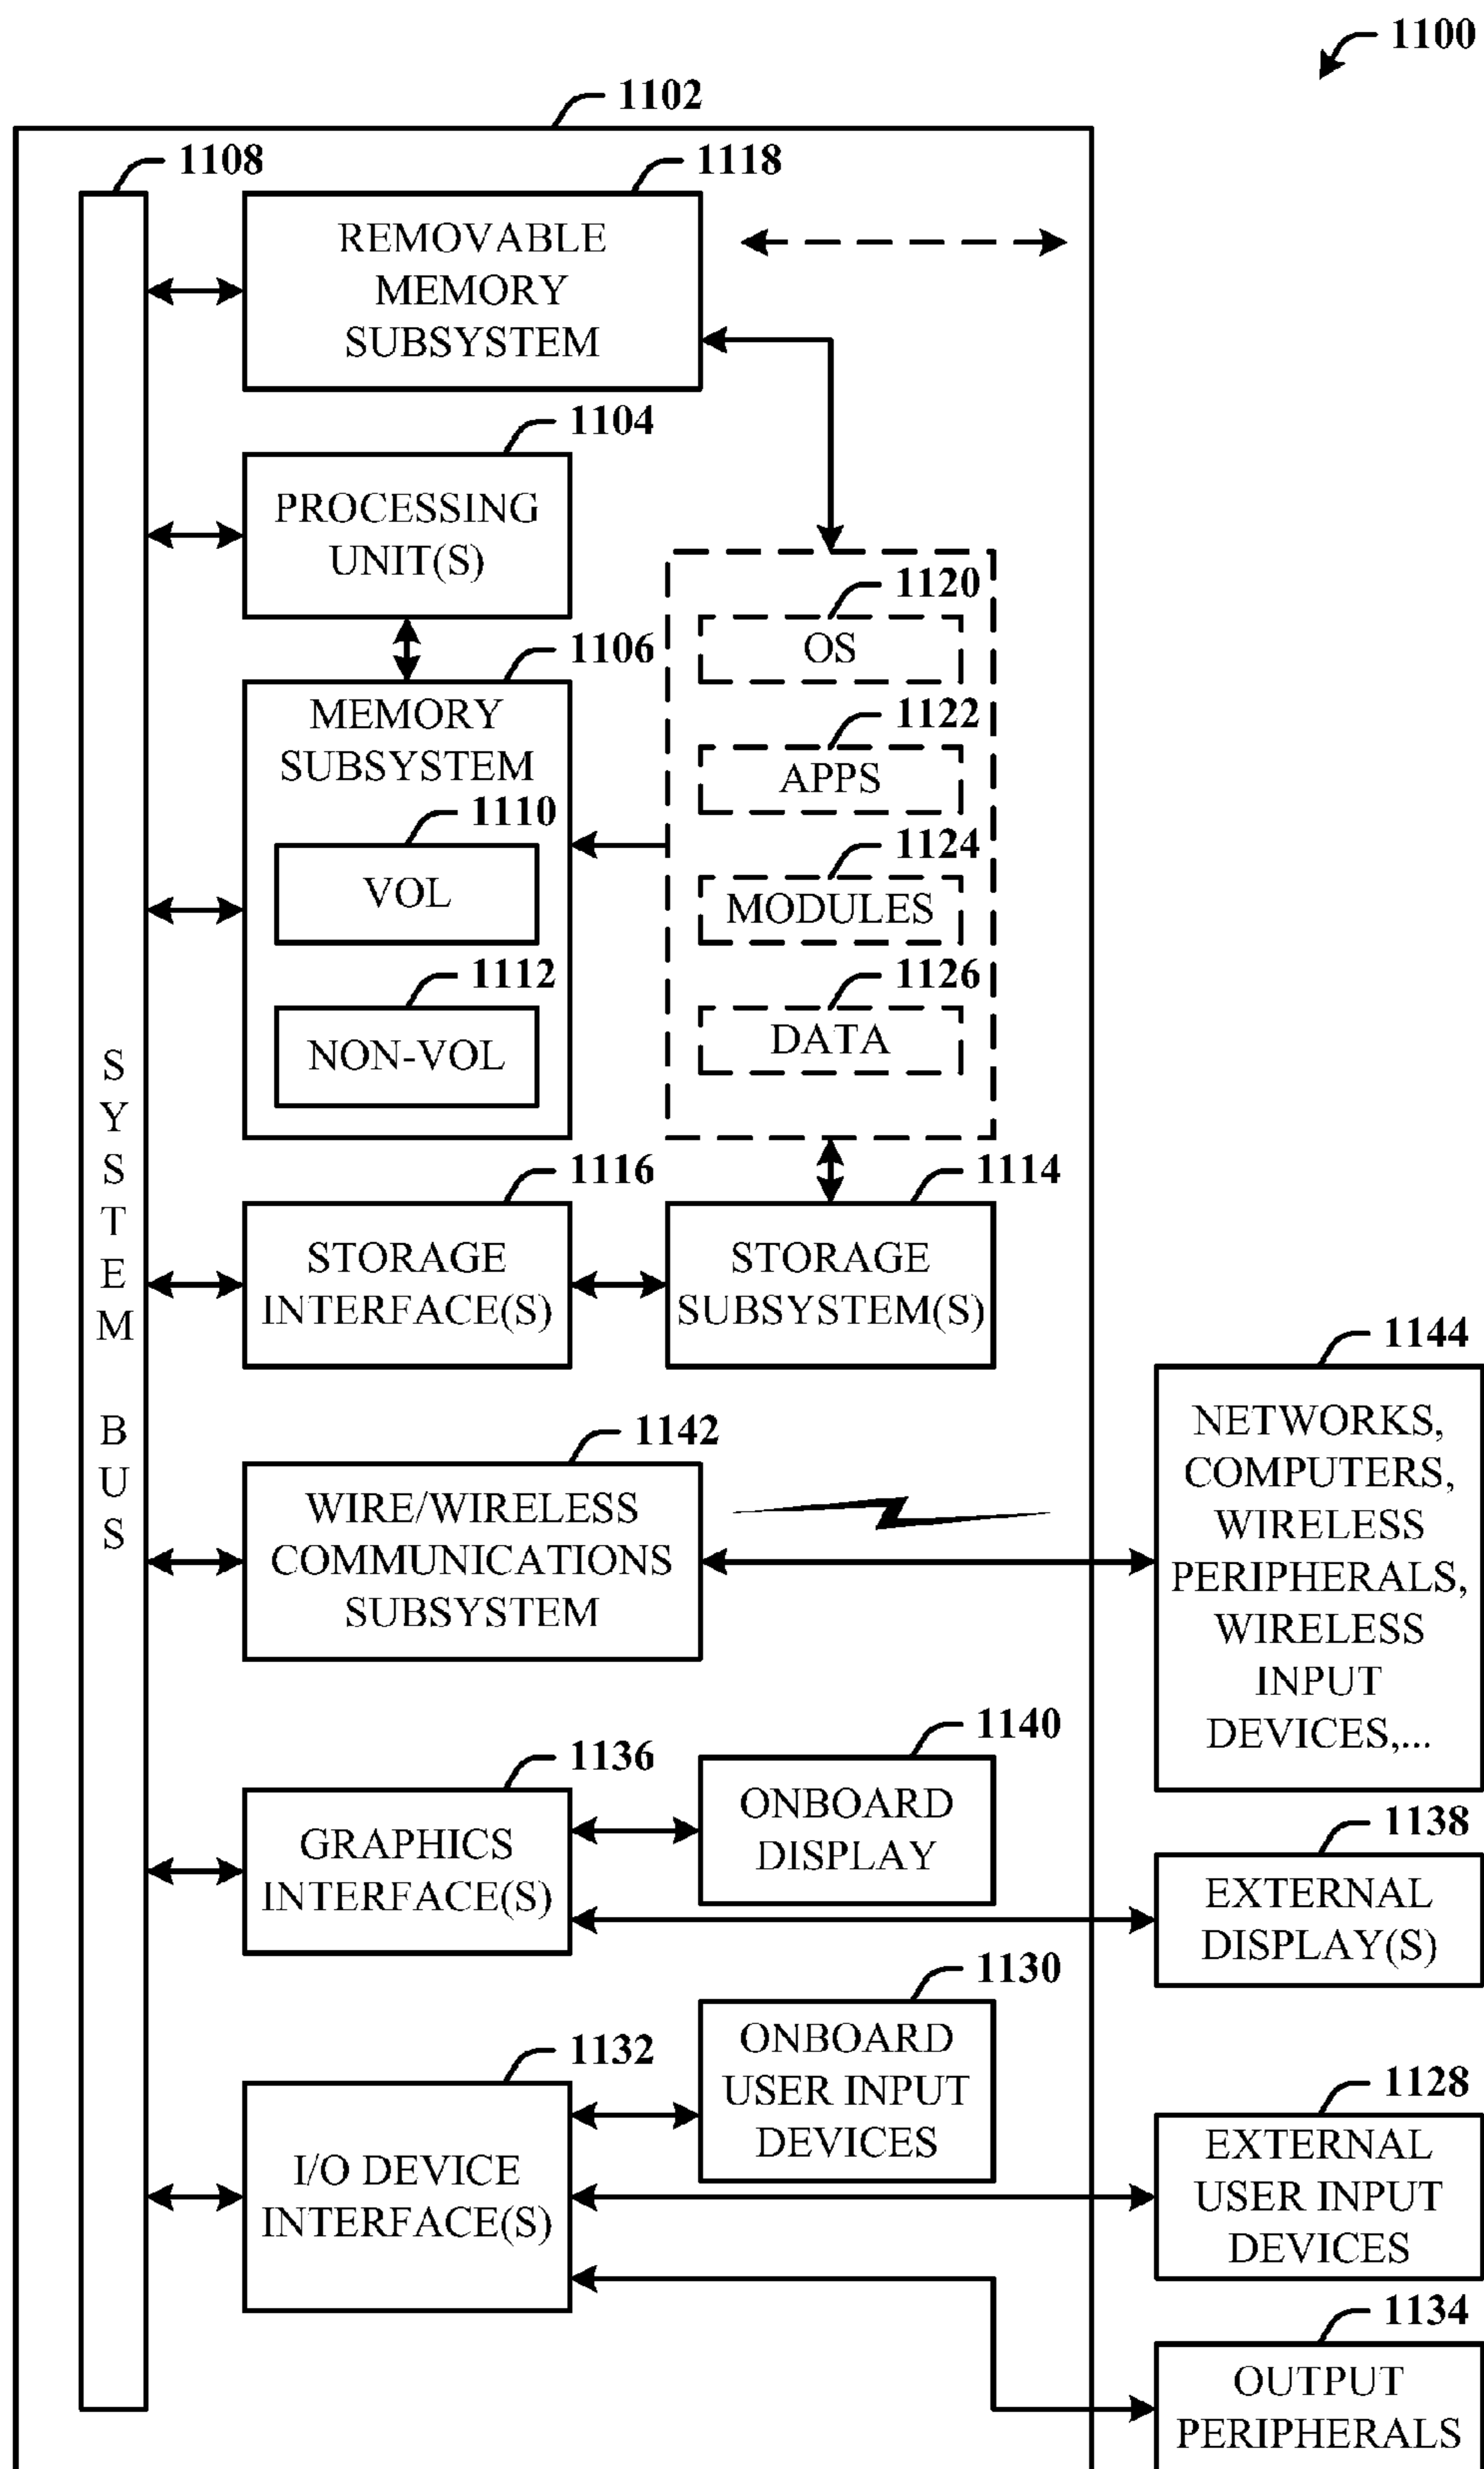 1100
1102
1108
1118
REMOVABLE
MEMORY
SUBSYSTEM
1104
PROCESSING
UNIT(S)
1106
MEMORY
SUBSYSTEM
1110
VOL
1112
NON-VOL
1120
OS
1122
APPS
1124
MODULES
1126
DATA
SYSTEM BUS
1116
STORAGE
INTERFACE(S)
1114
STORAGE
SUBSYSTEM(S)
1142
WIRE/WIRELESS
COMMUNICATIONS
SUBSYSTEM
1144
NETWORKS,
COMPUTERS,
WIRELESS
PERIPHERALS,
WIRELESS
INPUT
DEVICES,...
1136
GRAPHICS
INTERFACE(S)
1140
ONBOARD
DISPLAY
1138
EXTERNAL
DISPLAY(S)
1132
I/O DEVICE
INTERFACE(S)
1130
ONBOARD
USER INPUT
DEVICES
1128
EXTERNAL
USER INPUT
DEVICES
1134
OUTPUT
PERIPHERALS